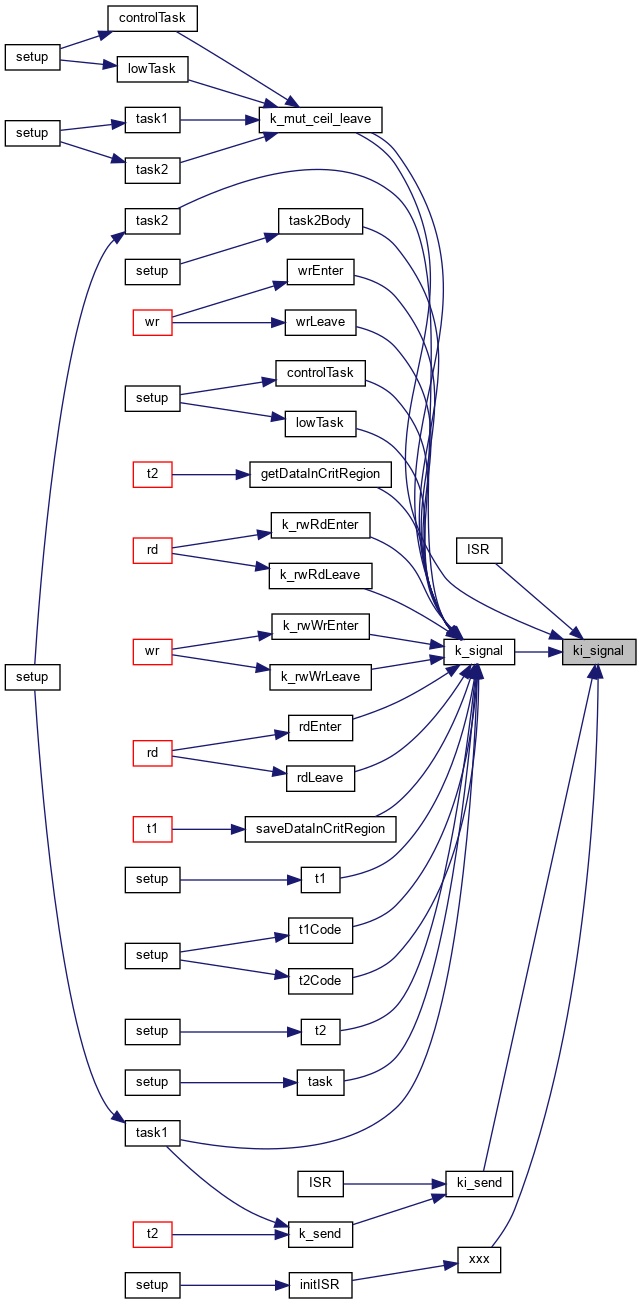 controlTask
setup
lowTask
task1
k_mut_ceil_leave
setup
task2
task2
task2Body
setup
wrEnter
wr
wrLeave
controlTask
setup
lowTask
t2
getDataInCritRegion
k_rwRdEnter
rd
ISR
k_rwRdLeave
k_rwWrEnter
wr
k_signal
ki_signal
setup
k_rwWrLeave
rdEnter
rd
rdLeave
t1
saveDataInCritRegion
setup
t1
t1Code
setup
t2Code
setup
t2
setup
task
task1
ISR
ki_send
t2
k_send
xxx
setup
initISR